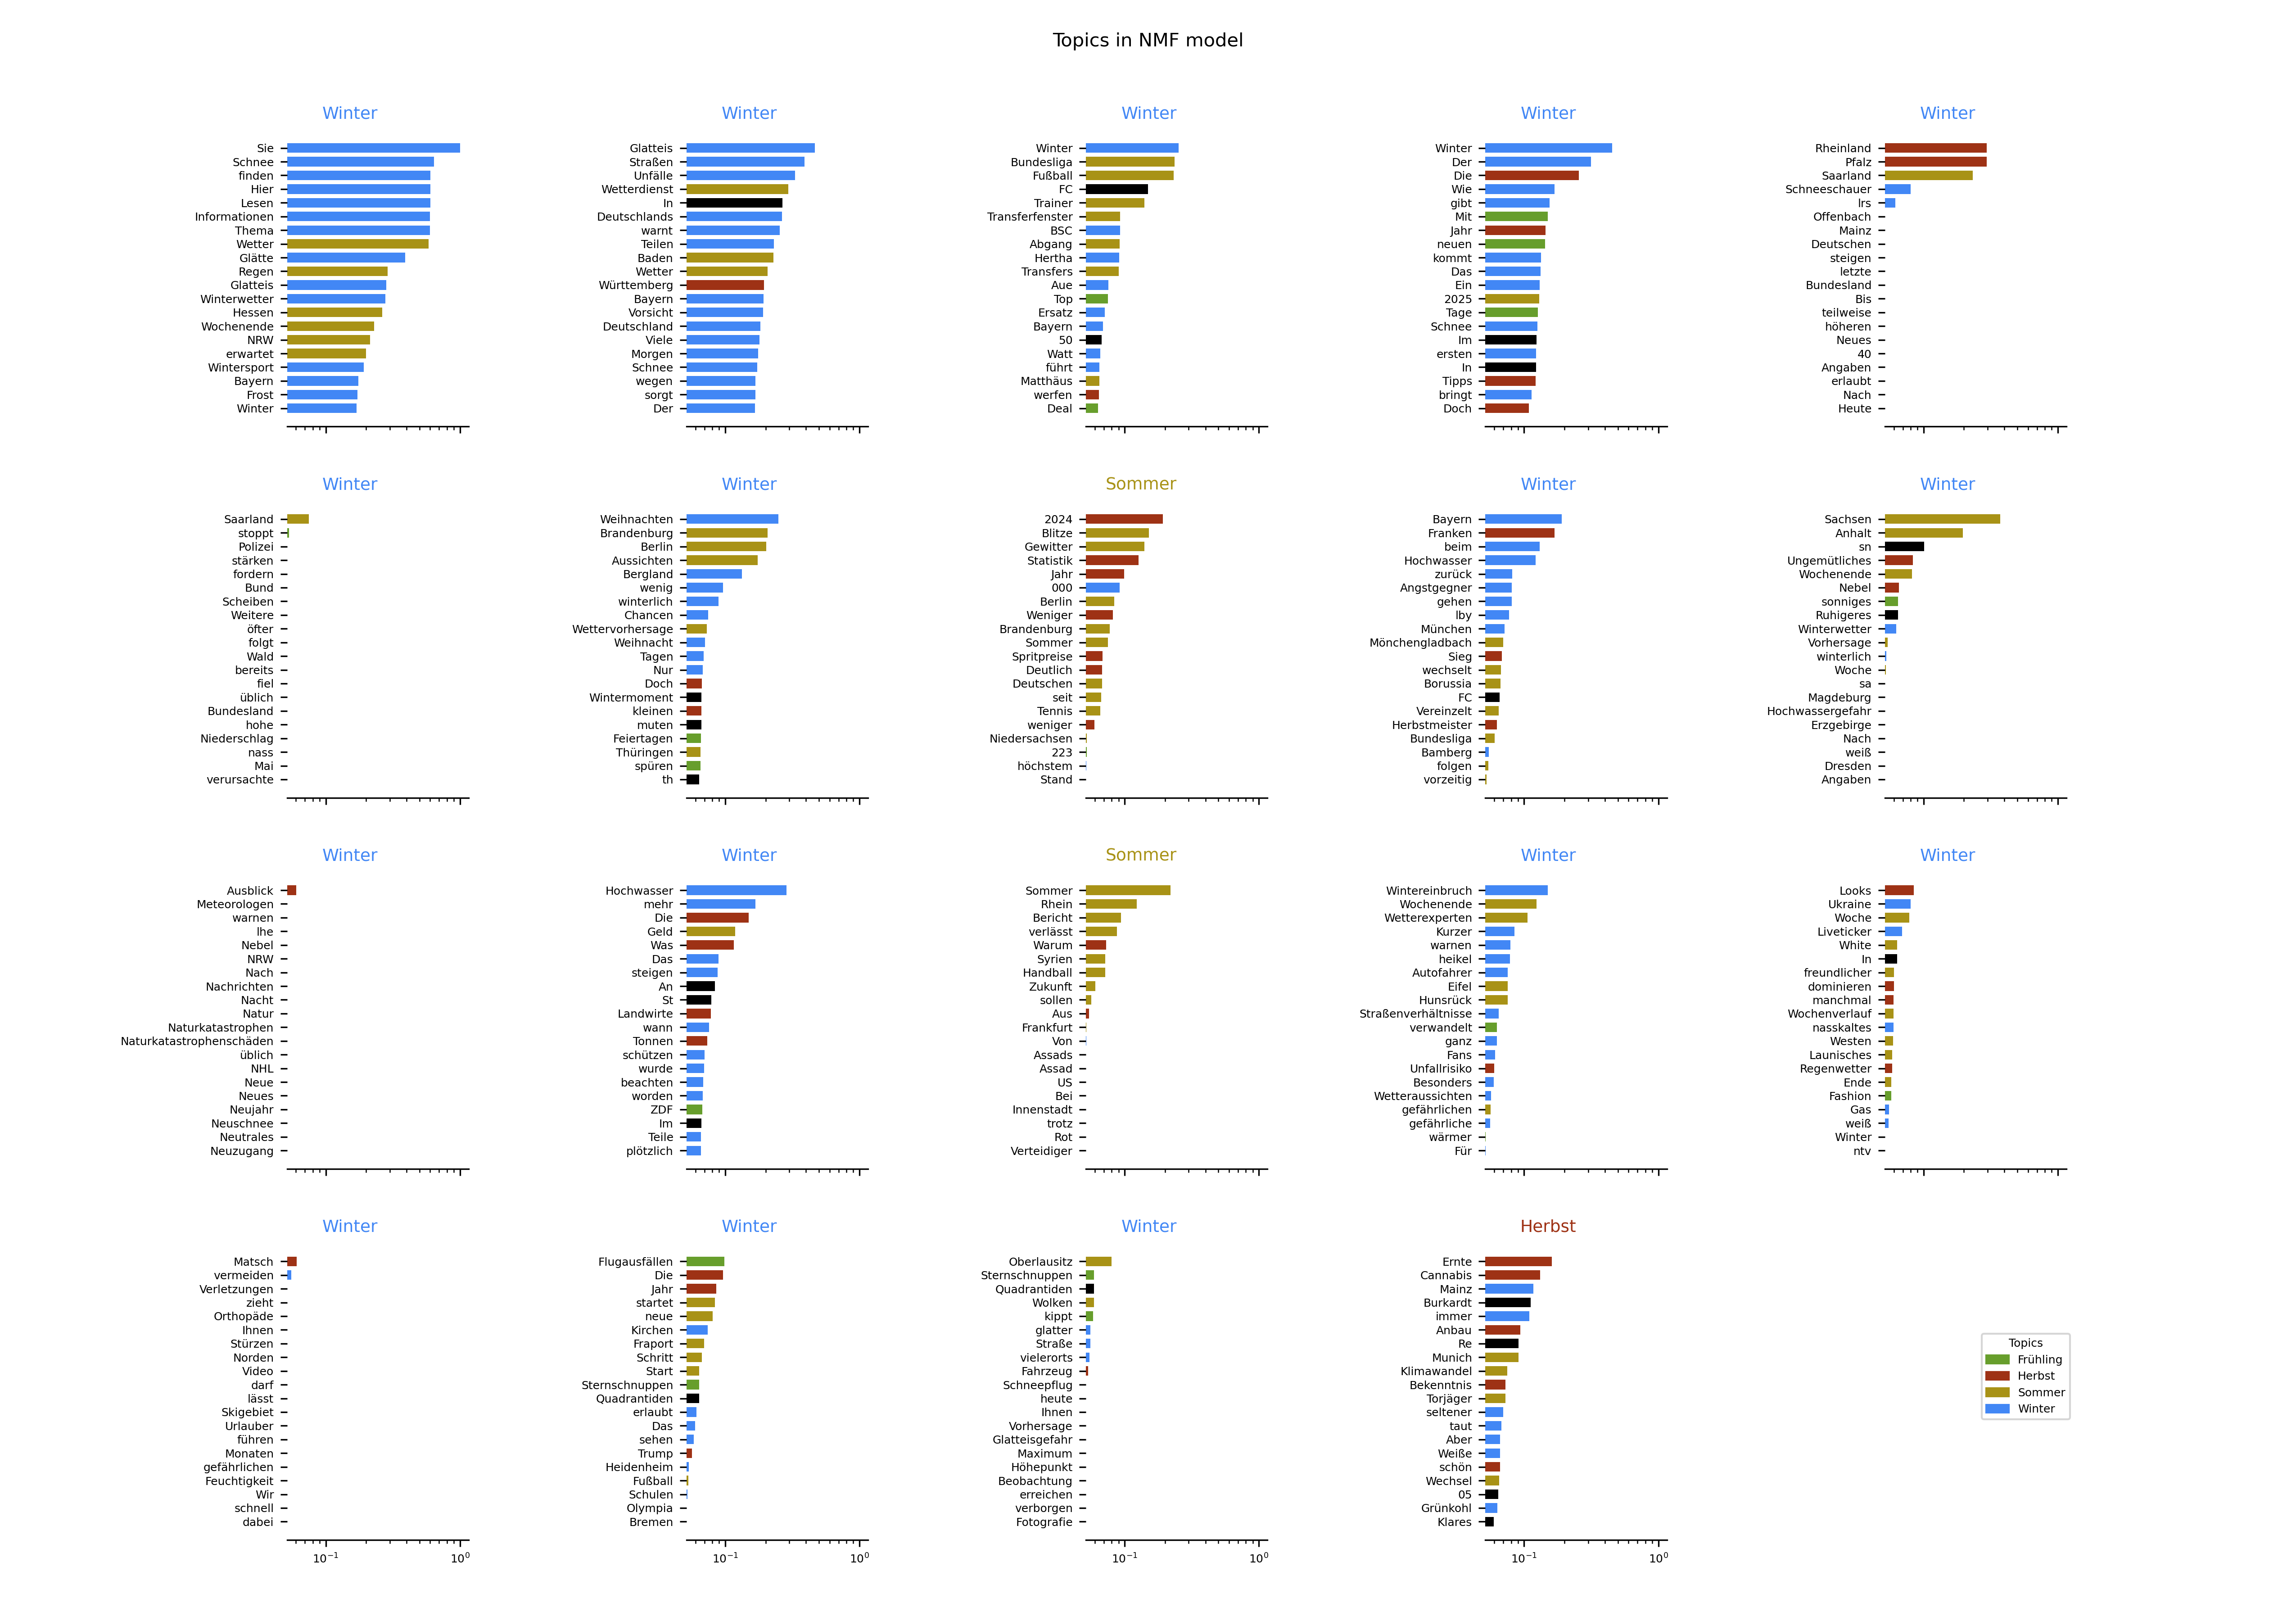 Topics in NMF model
Winter
Sie
Schnee
finden
Hier
Lesen
Informationen
Thema
Wetter
Glätte
Regen
Glatteis
Winterwetter
Hessen
Wochenende
NRW
erwartet
Wintersport
Bayern
Frost
Winter
Winter
Glatteis
Straßen
Unfälle
Wetterdienst
In
Deutschlands
warnt
Teilen
Baden
Wetter
Württemberg
Bayern
Vorsicht
Deutschland
Viele
Morgen
Schnee
wegen
sorgt
Der
Winter
Winter
Bundesliga
Fußball
FC
Trainer
Transferfenster
BSC
Abgang
Hertha
Transfers
Aue
Top
Ersatz
Bayern
50
Watt
führt
Matthäus
werfen
Deal
Winter
Winter
Der
Die
Wie
gibt
Mit
Jahr
neuen
kommt
Das
Ein
2025
Tage
Schnee
Im
ersten
In
Tipps
bringt
Doch
Winter
Rheinland
Pfalz
Saarland
Schneeschauer
lrs
Offenbach
Mainz
Deutschen
steigen
letzte
Bundesland
Bis
teilweise
höheren
Neues
40
Angaben
erlaubt
Nach
Heute
Winter
Saarland
stoppt
Polizei
stärken
fordern
Bund
Scheiben
Weitere
öfter
folgt
Wald
bereits
fiel
üblich
Bundesland
hohe
Niederschlag
nass
Mai
verursachte
Winter
Weihnachten
Brandenburg
Berlin
Aussichten
Bergland
wenig
winterlich
Chancen
Wettervorhersage
Weihnacht
Tagen
Nur
Doch
Wintermoment
kleinen
muten
Feiertagen
Thüringen
spüren
th
Sommer
2024
Blitze
Gewitter
Statistik
Jahr
000
Berlin
Weniger
Brandenburg
Sommer
Spritpreise
Deutlich
Deutschen
seit
Tennis
weniger
Niedersachsen
223
höchstem
Stand
Winter
Bayern
Franken
beim
Hochwasser
zurück
Angstgegner
gehen
lby
München
Mönchengladbach
Sieg
wechselt
Borussia
FC
Vereinzelt
Herbstmeister
Bundesliga
Bamberg
folgen
vorzeitig
Winter
Sachsen
Anhalt
sn
Ungemütliches
Wochenende
Nebel
sonniges
Ruhigeres
Winterwetter
Vorhersage
winterlich
Woche
sa
Magdeburg
Hochwassergefahr
Erzgebirge
Nach
weiß
Dresden
Angaben
Winter
Ausblick
Meteorologen
warnen
lhe
Nebel
NRW
Nach
Nachrichten
Nacht
Natur
Naturkatastrophen
Naturkatastrophenschäden
üblich
NHL
Neue
Neues
Neujahr
Neuschnee
Neutrales
Neuzugang
Winter
Hochwasser
mehr
Die
Geld
Was
Das
steigen
An
St
Landwirte
wann
Tonnen
schützen
wurde
beachten
worden
ZDF
Im
Teile
plötzlich
Sommer
Sommer
Rhein
Bericht
verlässt
Warum
Syrien
Handball
Zukunft
sollen
Aus
Frankfurt
Von
Assads
Assad
US
Bei
Innenstadt
trotz
Rot
Verteidiger
Winter
Wintereinbruch
Wochenende
Wetterexperten
Kurzer
warnen
heikel
Autofahrer
Eifel
Hunsrück
Straßenverhältnisse
verwandelt
ganz
Fans
Unfallrisiko
Besonders
Wetteraussichten
gefährlichen
gefährliche
wärmer
Für
Winter
Looks
Ukraine
Woche
Liveticker
White
In
freundlicher
dominieren
manchmal
Wochenverlauf
nasskaltes
Westen
Launisches
Regenwetter
Ende
Fashion
Gas
weiß
Winter
ntv
Winter
Matsch
vermeiden
Verletzungen
zieht
Orthopäde
Ihnen
Stürzen
Norden
Video
darf
lässt
Skigebiet
Urlauber
führen
Monaten
gefährlichen
Feuchtigkeit
Wir
schnell
dabei
10⁻¹ 10⁰
Winter
Flugausfällen
Die
Jahr
startet
neue
Kirchen
Fraport
Schritt
Start
Sternschnuppen
Quadrantiden
erlaubt
Das
sehen
Trump
Heidenheim
Fußball
Schulen
Olympia
Bremen
10⁻¹ 10⁰
Winter
Oberlausitz
Sternschnuppen
Quadrantiden
Wolken
kippt
glatter
Straße
vielerorts
Fahrzeug
Schneepflug
heute
Ihnen
Vorhersage
Glatteisgefahr
Maximum
Höhepunkt
Beobachtung
erreichen
verborgen
Fotografie
10⁻¹ 10⁰
Herbst
Ernte
Cannabis
Mainz
Burkardt
immer
Anbau
Re
Munich
Klimawandel
Bekenntnis
Torjäger
seltener
taut
Aber
Weiße
schön
Wechsel
05
Grünkohl
Klares
10⁻¹ 10⁰
Topics
Frühling
Herbst
Sommer
Winter